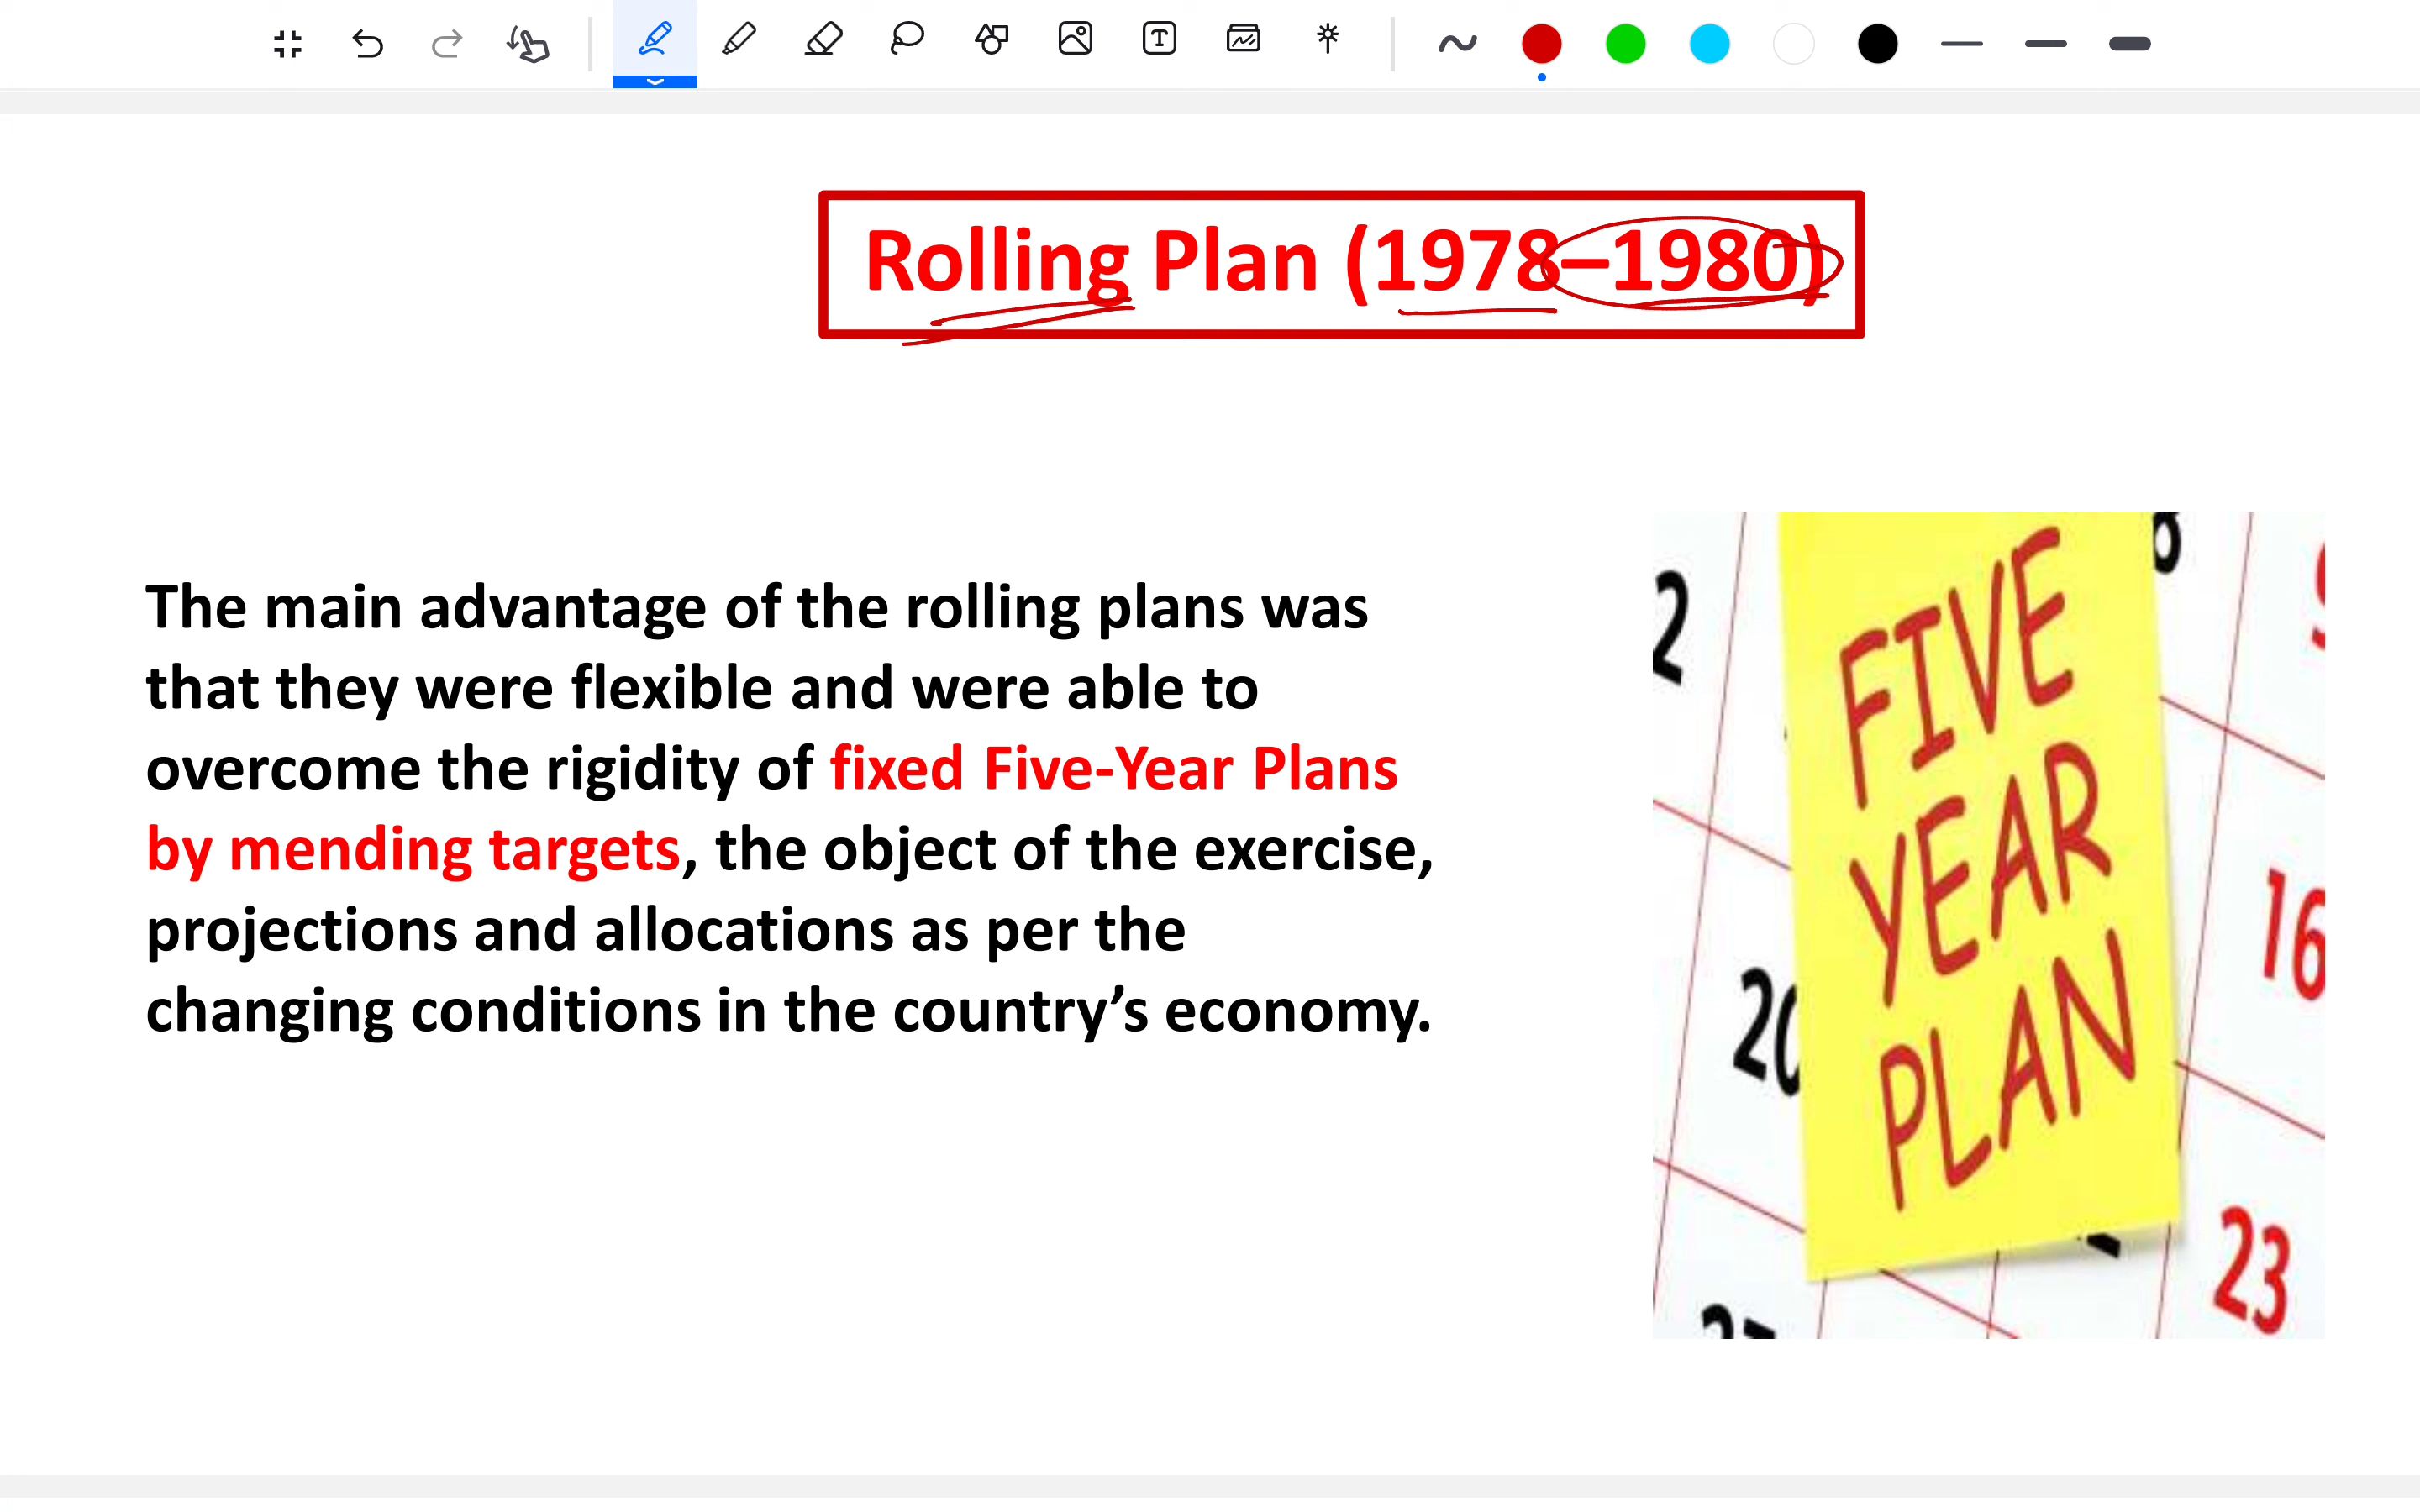 Rolling Plan (1978–1980)
The main advantage of the rolling plans was
that they were flexible and were able to
overcome the rigidity of fixed Five-Year Plans
by mending targets, the object of the exercise,
projections and allocations as per the
changing conditions in the country’s economy.
2
8
9
FIVE
YEAR
PLAN
16
20
23